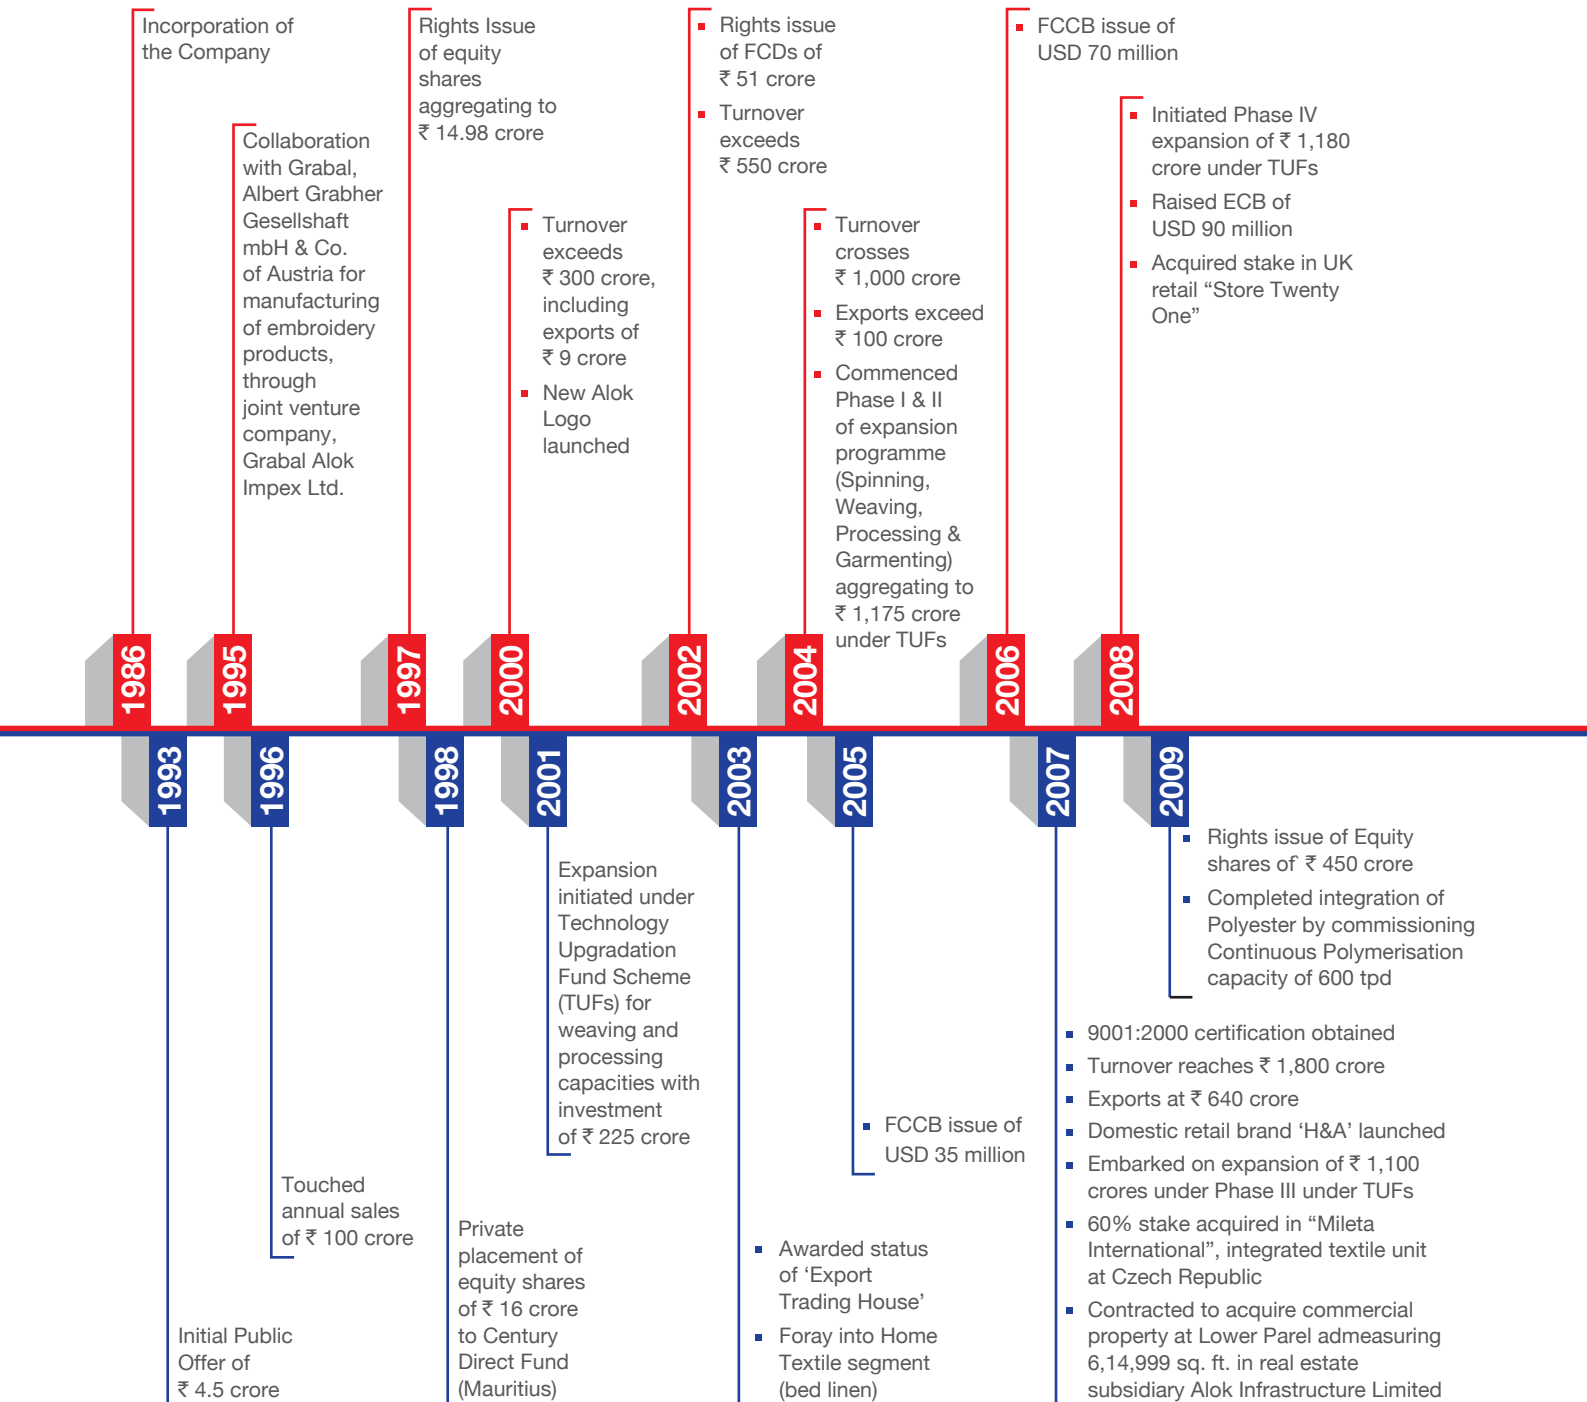 Incorporation of
the Company
Collaboration
with Grabal,
Albert Grabher
Gesellshaft
mbH & Co.
of Austria for
manufacturing
of embroidery
products,
through
joint venture
company,
Grabal Alok
Impex Ltd.
Rights Issue
of equity
shares
aggregating to
₹ 14.98 crore
▪ Turnover
exceeds
₹ 300 crore,
including
exports of
₹ 9 crore
▪ New Alok
Logo
launched
▪ Rights issue
of FCDs of
₹ 51 crore
▪ Turnover
exceeds
₹ 550 crore
▪ Turnover
crosses
₹ 1,000 crore
▪ Exports exceed
₹ 100 crore
▪ Commenced
Phase I & II
of expansion
programme
(Spinning,
Weaving,
Processing &
Garmenting)
aggregating to
₹ 1,175 crore
under TUFs
▪ FCCB issue of
USD 70 million
▪ Initiated Phase IV
expansion of ₹ 1,180
crore under TUFs
▪ Raised ECB of
USD 90 million
▪ Acquired stake in UK
retail “Store Twenty
One”
1986
1995
1997
2000
2002
2004
2006
2008
1993
1996
1998
2001
2003
2005
2007
2009
Initial Public
Offer of
₹ 4.5 crore
Touched
annual sales
of ₹ 100 crore
Private
placement of
equity shares
of ₹ 16 crore
to Century
Direct Fund
(Mauritius)
Expansion
initiated under
Technology
Upgradation
Fund Scheme
(TUFs) for
weaving and
processing
capacities with
investment
of ₹ 225 crore
▪ Awarded status
of ‘Export
Trading House’
▪ Foray into Home
Textile segment
(bed linen)
▪ FCCB issue of
USD 35 million
▪ 9001:2000 certification obtained
▪ Turnover reaches ₹ 1,800 crore
▪ Exports at ₹ 640 crore
▪ Domestic retail brand ‘H&A’ launched
▪ Embarked on expansion of ₹ 1,100
crores under Phase III under TUFs
▪ 60% stake acquired in “Mileta
International”, integrated textile unit
at Czech Republic
▪ Contracted to acquire commercial
property at Lower Parel admeasuring
6,14,999 sq. ft. in real estate
subsidiary Alok Infrastructure Limited
▪ Rights issue of Equity
shares of` ₹ 450 crore
▪ Completed integration of
Polyester by commissioning
Continuous Polymerisation
capacity of 600 tpd